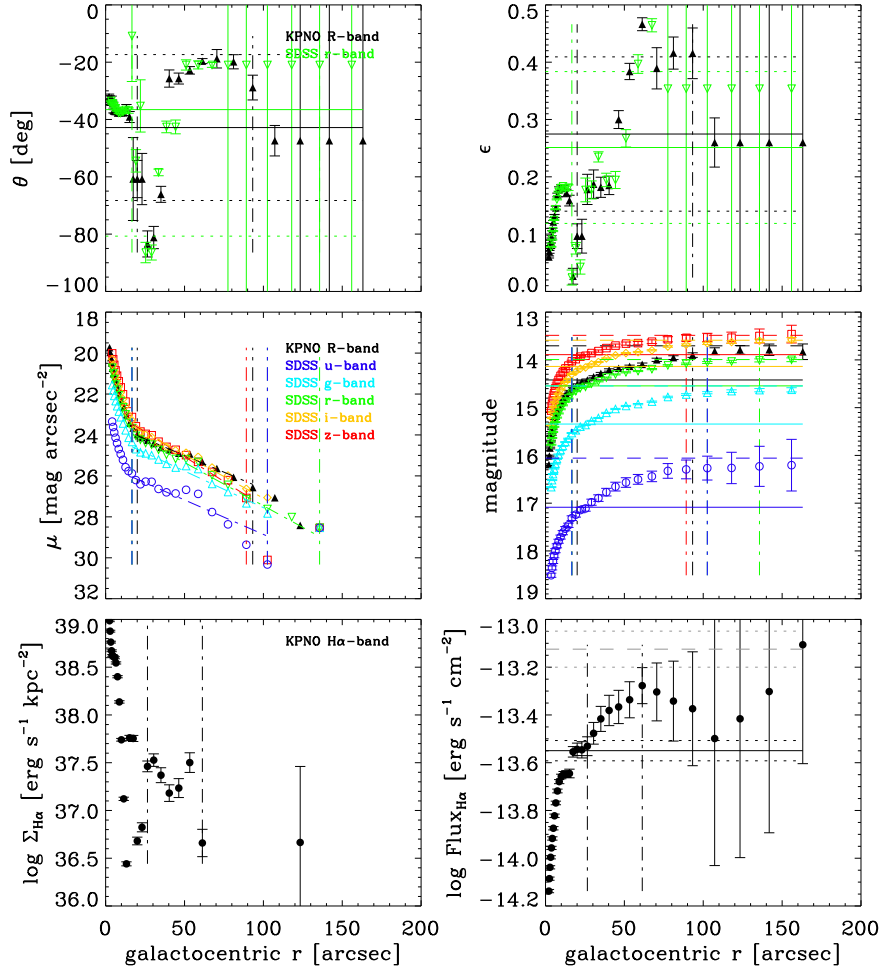 0
−20
−40
−60
−80
−100
θ [deg]
KPNO R−band
SDSS r−band
0.5
0.4
0.3
0.2
0.1
0.0
ϵ
18
20
22
24
26
28
30
32
μ [mag arcsec−2]
KPNO R−band
SDSS u−band
SDSS g−band
SDSS r−band
SDSS i−band
SDSS z−band
13
14
15
16
17
18
19
magnitude
39.0
38.5
38.0
37.5
37.0
36.5
36.0
log ΣHα [erg s−1 kpc−2]
KPNO Hα−band
0 50 100 150 200
galactocentric r [arcsec]
−13.0
−13.2
−13.4
−13.6
−13.8
−14.0
−14.2
log FluxHα [erg s−1 cm−2]
0 50 100 150 200
galactocentric r [arcsec]